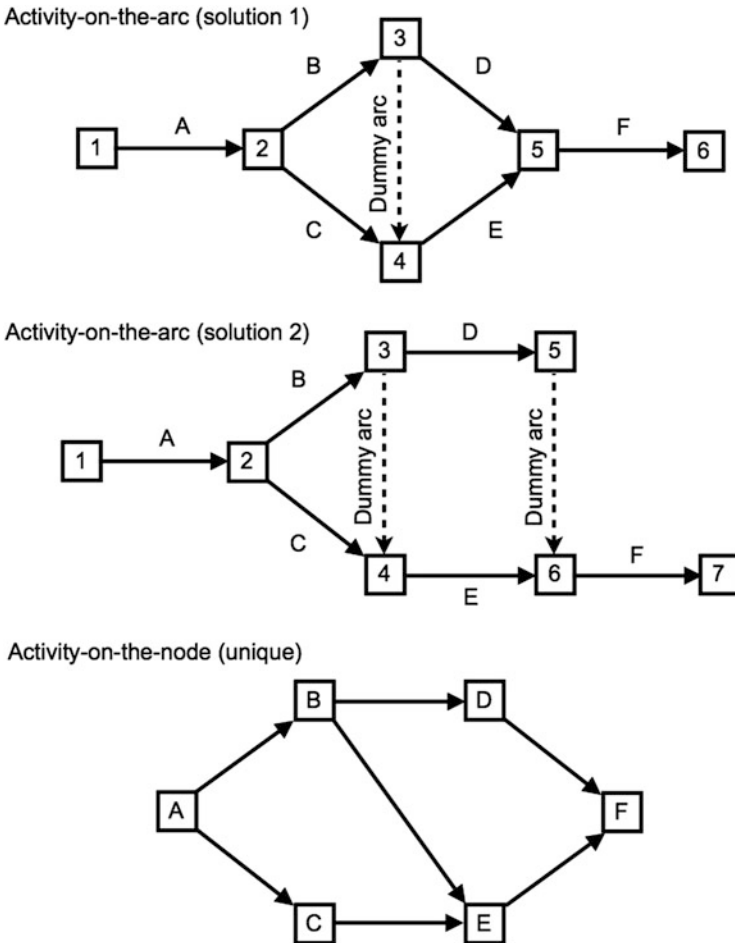 Activity-on-the-arc (solution 1)
3
B
D
A
F
1
2
Dummy arc
5
6
C
E
4
Activity-on-the-arc (solution 2)
3
D
5
B
A
1
2
Dummy arc
Dummy arc
C
F
4
6
7
E
Activity-on-the-node (unique)
B
D
A
F
C
E